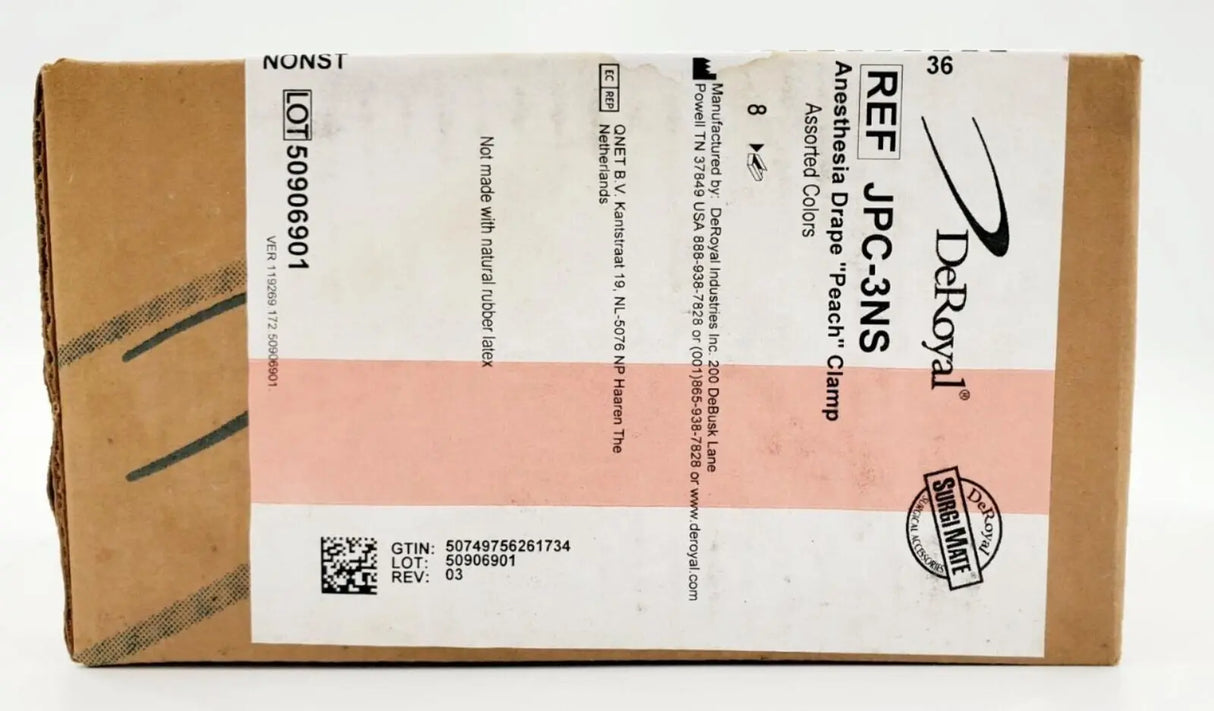 36
DeRoyal®
DeRoyal
SURGIMATE®
SURGICAL ACCESSORIES
REF JPC-3NS
Anesthesia Drape "Peach" Clamp
Assorted Colors
8
Manufactured by: DeRoyal Industries Inc. 200 DeBusk Lane
Powell TN 37849 USA 888-938-7828 or (001)865-938-7828 or www.deroyal.com
EC REP
QNET B.V. Kantstraat 19, NL-5076 NP Haaren The
Netherlands
Not made with natural rubber latex
NONST
LOT 50906901
VER 119269 172 50906901
GTIN: 50749756261734
LOT: 50906901
REV: 03